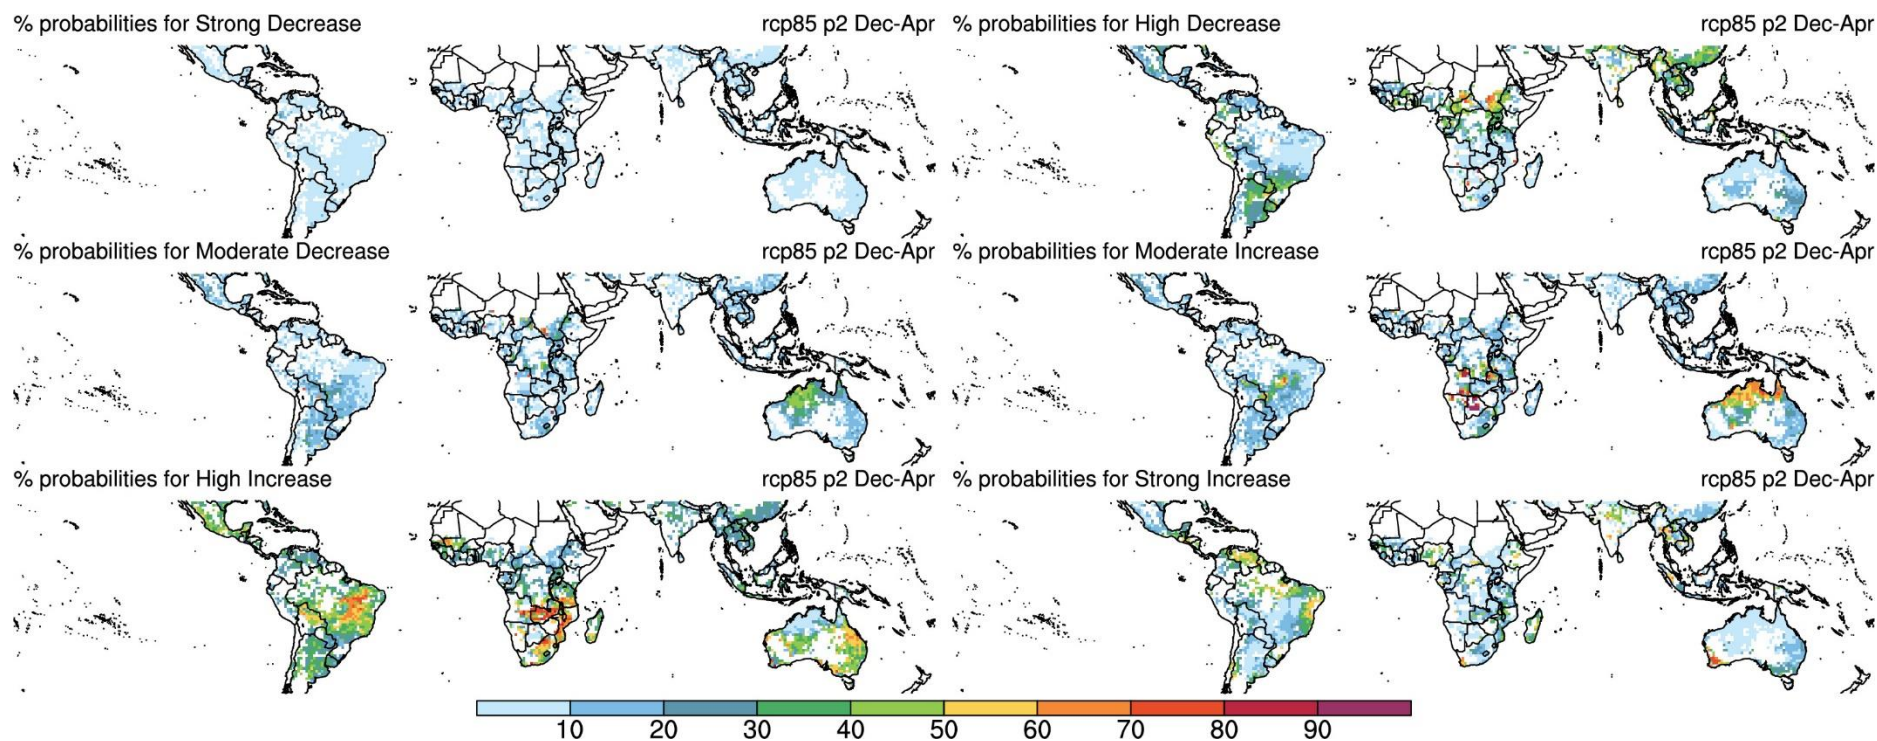 % probabilities for Strong Decrease rcp85 p2 Dec-Apr % probabilities for High Decrease rcp85 p2 Dec-Apr
% probabilities for Moderate Decrease rcp85 p2 Dec-Apr % probabilities for Moderate Increase rcp85 p2 Dec-Apr
% probabilities for High Increase rcp85 p2 Dec-Apr % probabilities for Strong Increase rcp85 p2 Dec-Apr
10 20 30 40 50 60 70 80 90